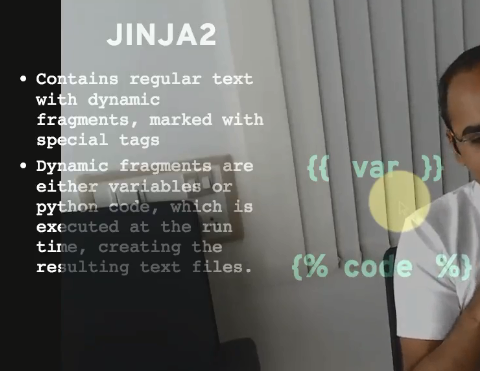 JINJA2
• Contains regular text
with dynamic
fragments, marked with
special tags
• Dynamic fragments are
either variables or
python code, which is
executed at the run
time, creating the
resulting text files.
{{ var }}
{% code %}